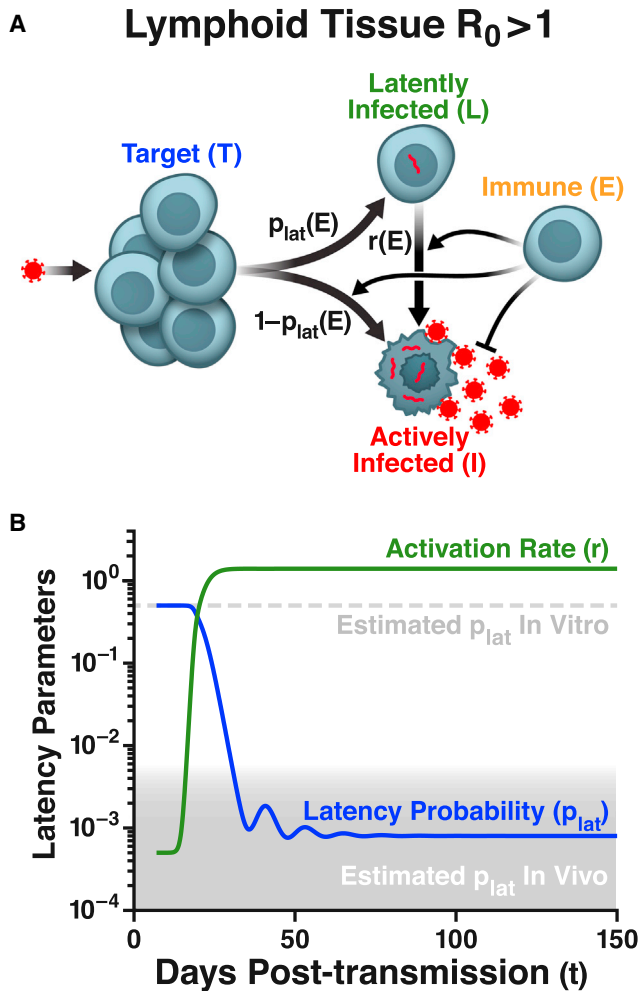 A
Lymphoid Tissue R0 >1
Latently
Infected (L)
Target (T)
Immune (E)
plat(E)
r(E)
1–plat(E)
Actively
Infected (I)
B
Latency Parameters
10^0
10^−1
10^−2
10^−3
10^−4
Activation Rate (r)
Estimated plat In Vitro
Latency Probability (plat)
Estimated plat In Vivo
0
50
100
150
Days Post-transmission (t)